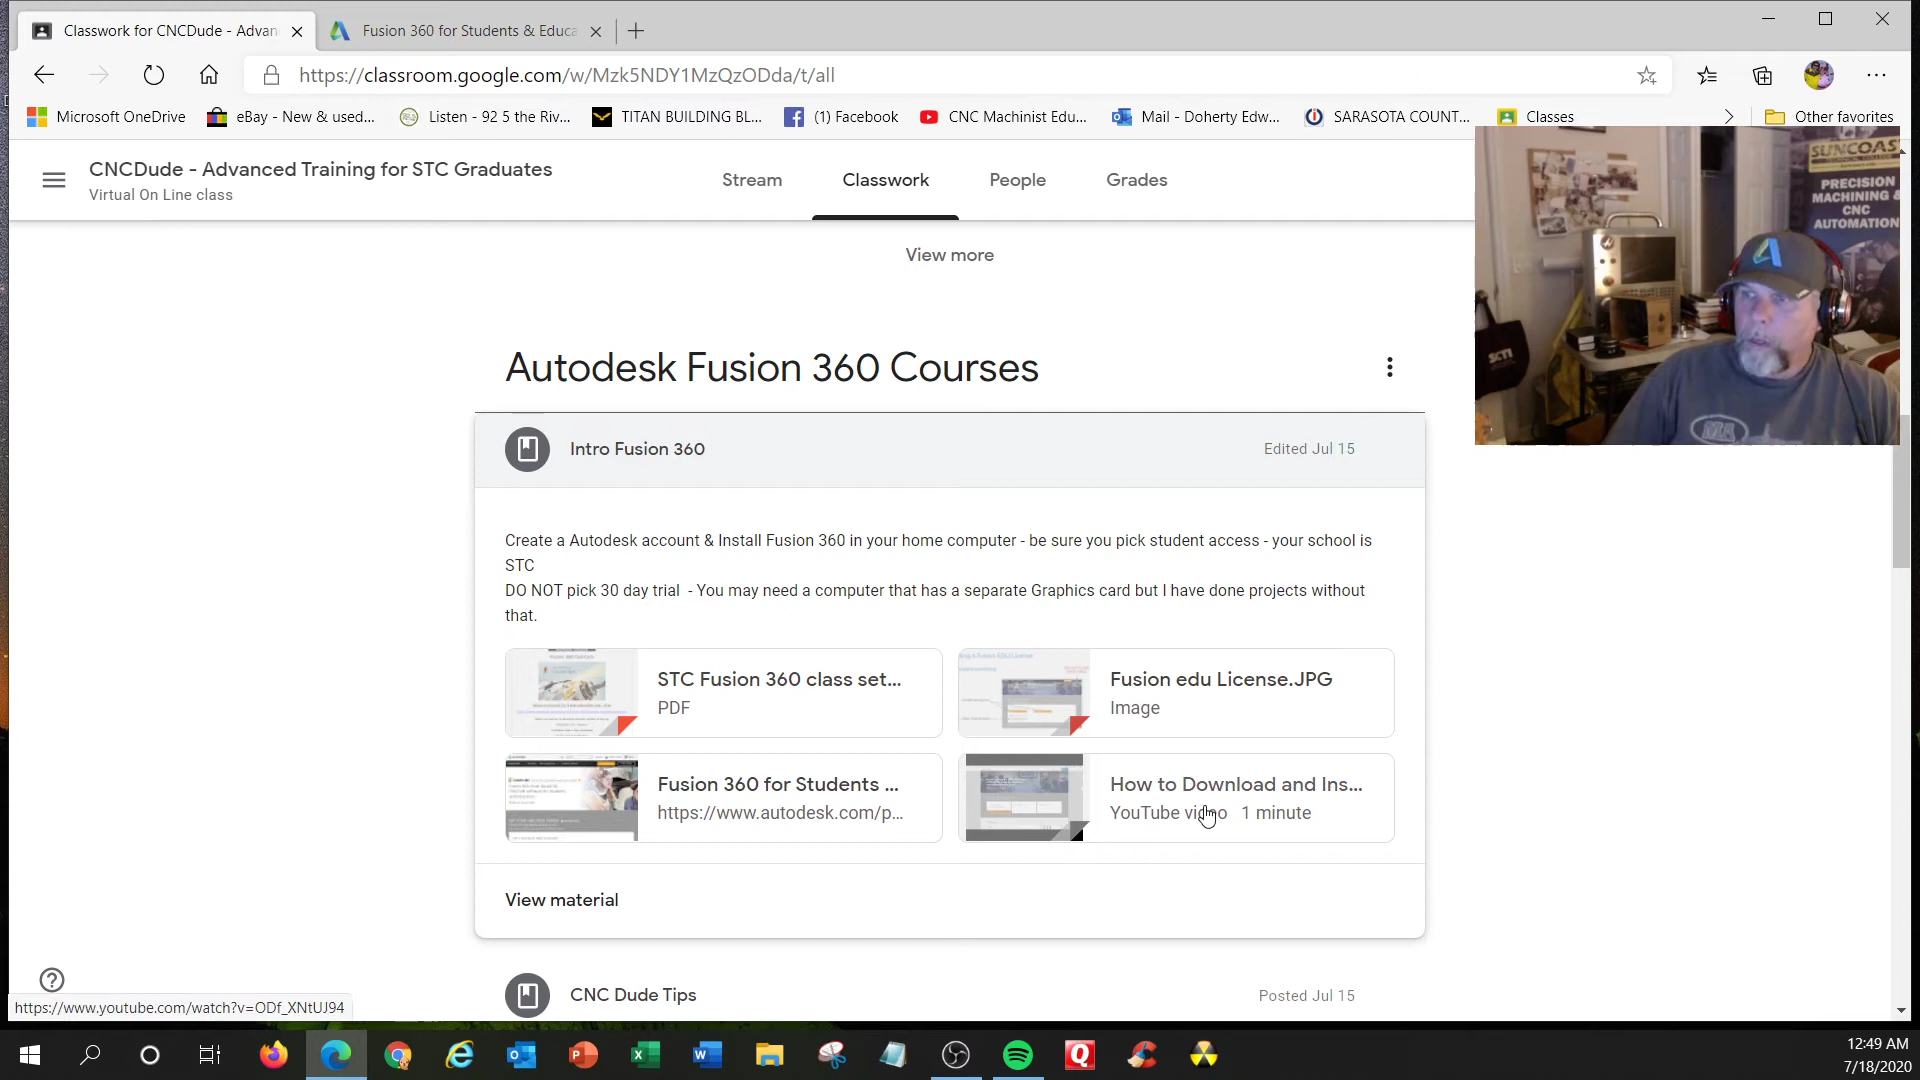 Classwork for CNCDude - Advan
Fusion 360 for Students & Educa
https://classroom.google.com/w/Mzk5NDY1MzQzODda/t/all
Microsoft OneDrive
eBay - New & used...
Listen - 92 5 the Riv...
TITAN BUILDING BL...
(1) Facebook
CNC Machinist Edu...
Mail - Doherty Edw...
SARASOTA COUNT...
Classes
Other favorites
CNCDude - Advanced Training for STC Graduates
Virtual On Line class
Stream
Classwork
People
Grades
SUNCOAS
PRECISION
MACHINING &
CNC
AUTOMATION
SCTI
View more
Autodesk Fusion 360 Courses
Intro Fusion 360
Edited Jul 15
Create a Autodesk account & Install Fusion 360 in your home computer - be sure you pick student access - your school is
STC
DO NOT pick 30 day trial - You may need a computer that has a separate Graphics card but I have done projects without
that.
STC Fusion 360 class set...
PDF
Fusion edu License.JPG
Image
Fusion 360 for Students ...
https://www.autodesk.com/p...
How to Download and Ins...
YouTube video 1 minute
View material
CNC Dude Tips
Posted Jul 15
https://www.youtube.com/watch?v=ODf_XNtUJ94
12:49 AM
7/18/2020